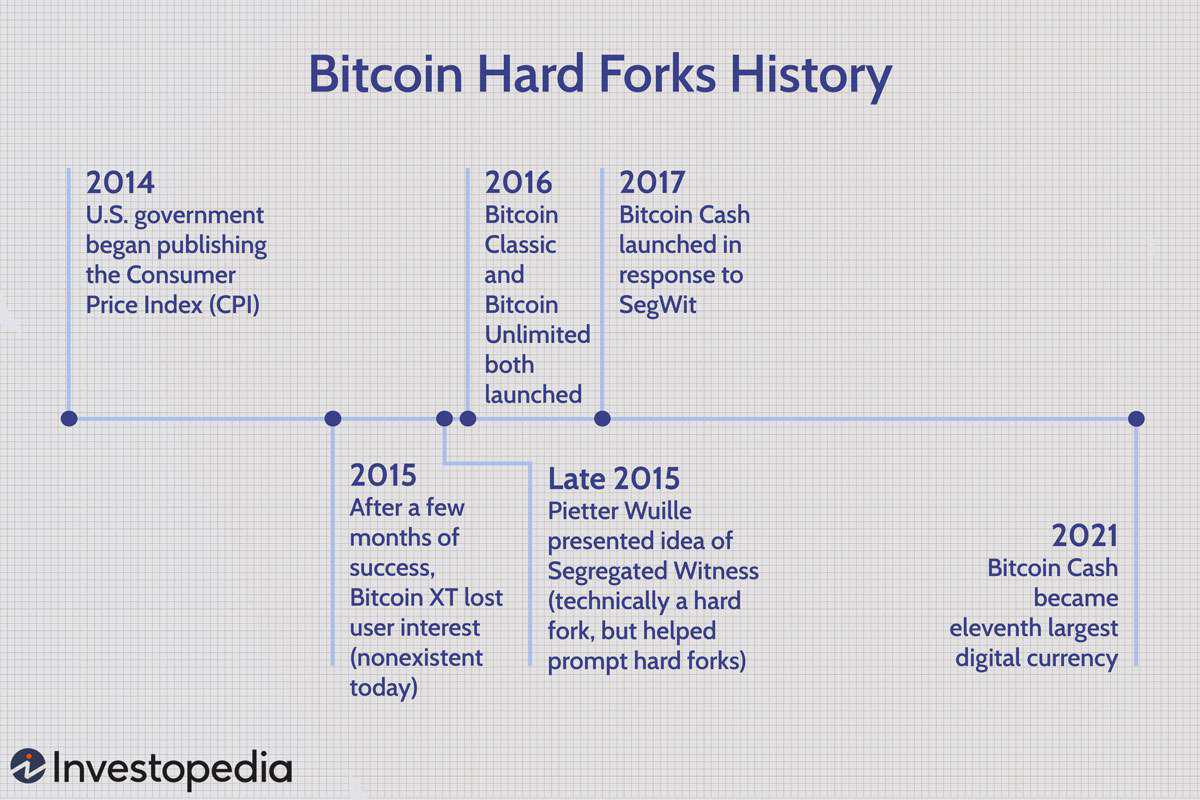 Bitcoin Hard Forks History
2014
U.S. government
began publishing
the Consumer
Price Index (CPI)
2016
Bitcoin
Classic
and
Bitcoin
Unlimited
both
launched
2017
Bitcoin Cash
launched in
response to
SegWit
2015
After a few
months of
success,
Bitcoin XT lost
user interest
(nonexistent
today)
Late 2015
Pietter Wuille
presented idea of
Segregated Witness
(technically a hard
fork, but helped
prompt hard forks)
2021
Bitcoin Cash
became
eleventh largest
digital currency
Investopedia